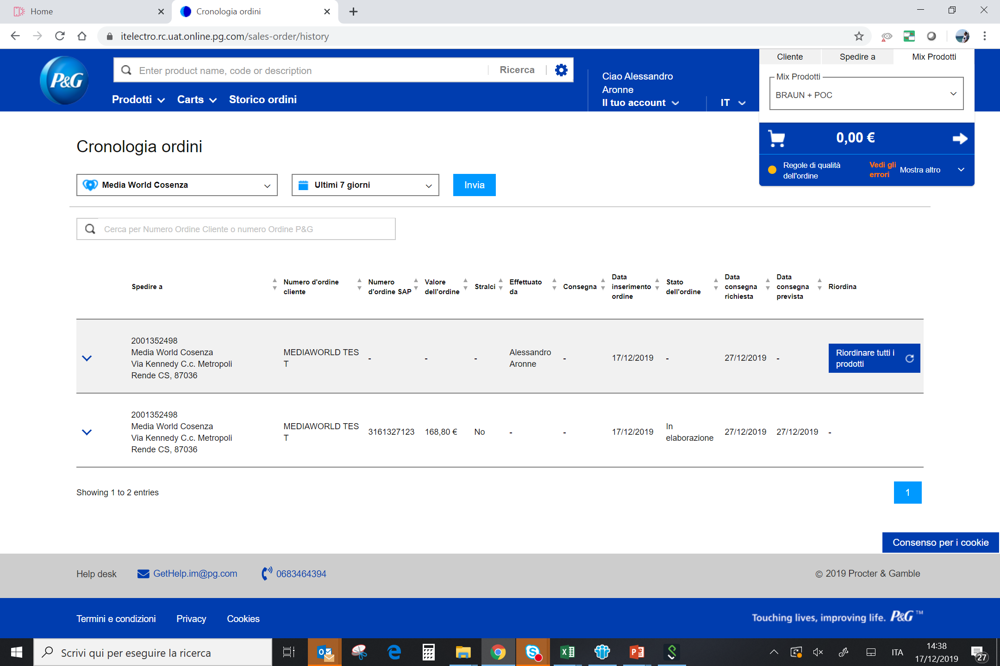 Home
Cronologia ordini
itelectro.rc.uat.online.pg.com/sales-order/history
P&G
Enter product name, code or description
Ricerca
Prodotti
Carts
Storico ordini
Ciao Alessandro
Aronne
Il tuo account
IT
Cliente
Spedire a
Mix Prodotti
Mix Prodotti
BRAUN + POC
0,00 €
Regole di qualità
dell'ordine
Vedi gli
errori
Mostra altro
Cronologia ordini
Media World Cosenza
Ultimi 7 giorni
Invia
Cerca per Numero Ordine Cliente o numero Ordine P&G
Spedire a
Numero d'ordine
cliente
Numero
d'ordine SAP
Valore
dell'ordine
Stralci
Effettuato
da
Consegna
Data
inserimento
ordine
Stato
dell'ordine
Data
consegna
richiesta
Data
consegna
prevista
Riordina
2001352498
Media World Cosenza
Via Kennedy C.c. Metropoli
Rende CS, 87036
MEDIAWORLD TES
T
-
-
-
Alessandro
Aronne
-
17/12/2019
-
27/12/2019
-
Riordinare tutti i
prodotti
2001352498
Media World Cosenza
Via Kennedy C.c. Metropoli
Rende CS, 87036
MEDIAWORLD TES
T
3161327123
168,80 €
No
-
-
17/12/2019
In
elaborazione
27/12/2019
27/12/2019
-
Showing 1 to 2 entries
1
Consenso per i cookie
Help desk
GetHelp.im@pg.com
0683464394
© 2019 Procter & Gamble
Termini e condizioni
Privacy
Cookies
Touching lives, improving life. P&G™
Scrivi qui per eseguire la ricerca
ITA
14:38
17/12/2019
27